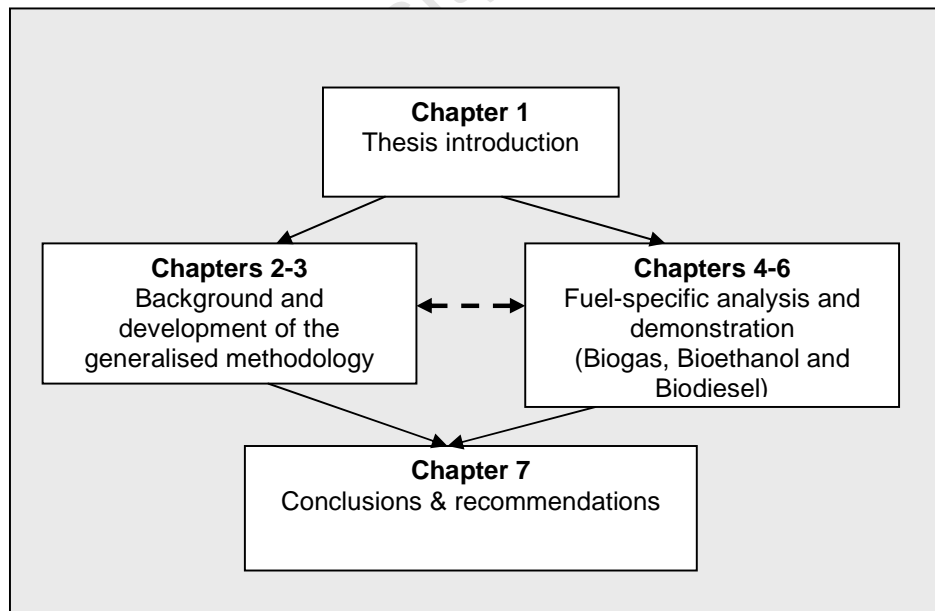 Chapter 1
Thesis introduction
Chapters 2-3
Background and
development of the
generalised methodology
Chapters 4-6
Fuel-specific analysis and
demonstration
(Biogas, Bioethanol and
Biodiesel)
Chapter 7
Conclusions & recommendations